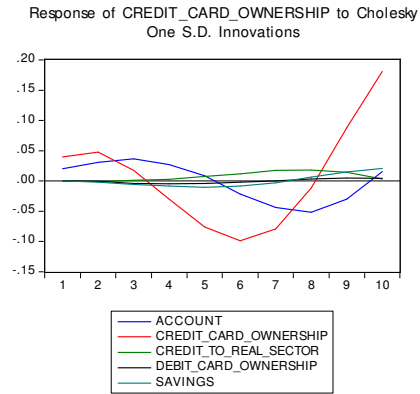 Response of CREDIT_CARD_OWNERSHIP to Cholesky
One S.D. Innovations
.20
.15
.10
.05
.00
-.05
-.10
-.15
1 2 3 4 5 6 7 8 9 10
ACCOUNT
CREDIT_CARD_OWNERSHIP
CREDIT_TO_REAL_SECTOR
DEBIT_CARD_OWNERSHIP
SAVINGS